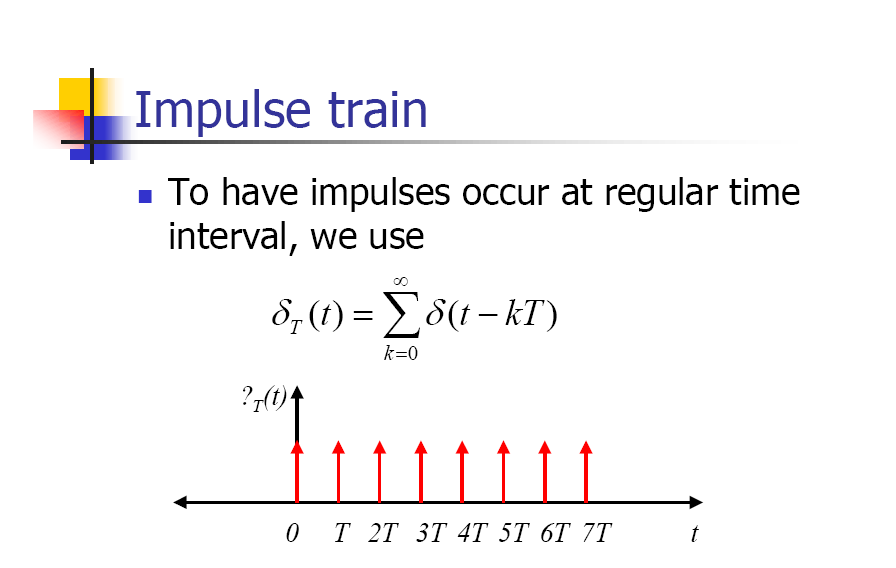 Impulse train
To have impulses occur at regular time
interval, we use
∞
δ_T (t) = ∑ δ(t − kT)
k=0
?_T(t)
0 T 2T 3T 4T 5T 6T 7T t